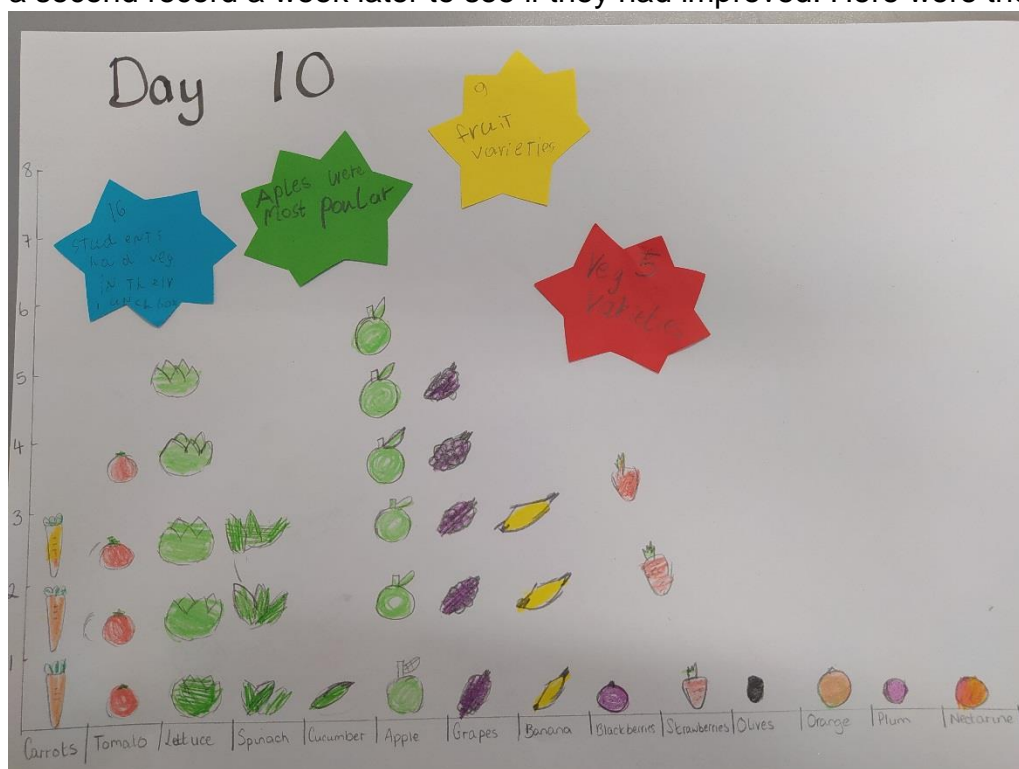 a second record a week later to see if they had improved. Here were the
Day 10
9
fruit
varieties
Aples were
most poular
16
students
had veg
in their
lunchbox
Veg 5
8
7
6
5
4
3
2
1
Carrots Tomato Lettuce Spinach Cucumber Apple Grapes Banana Blackberries Strawberries Olives Orange Plum Nectarine